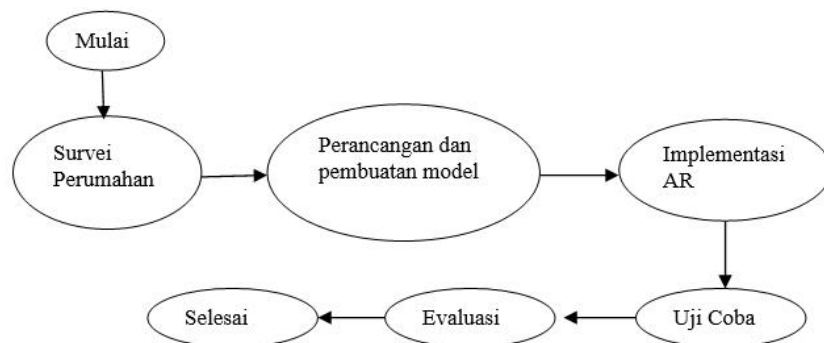 Mulai
Survei
Perumahan
Perancangan dan
pembuatan model
Implementasi
AR
Uji Coba
Evaluasi
Selesai